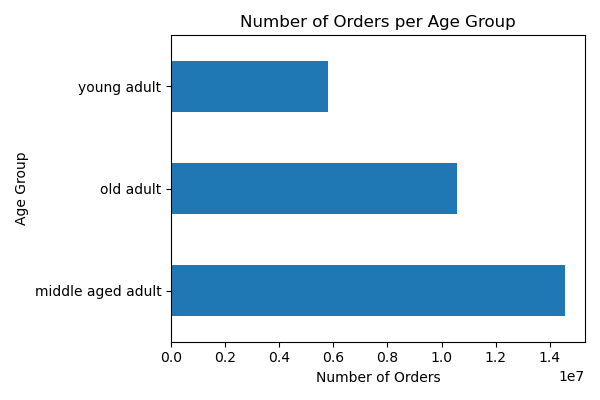 Number of Orders per Age Group
young adult
old adult
middle aged adult
Age Group
0.0 0.2 0.4 0.6 0.8 1.0 1.2 1.4
1e7
Number of Orders